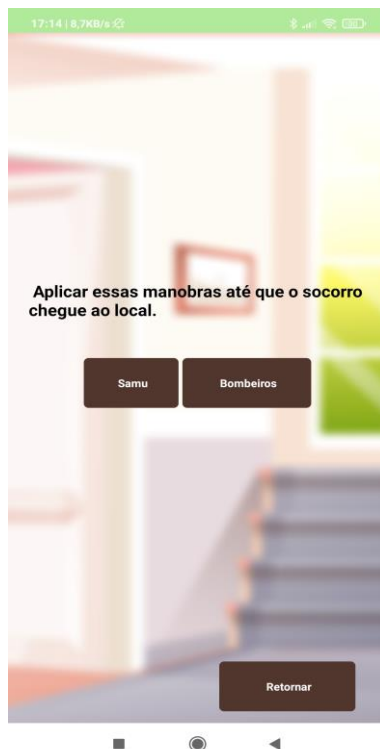 17:14 | 8,7KB/s
Aplicar essas manobras até que o socorro
chegue ao local.
Samu
Bombeiros
Retornar